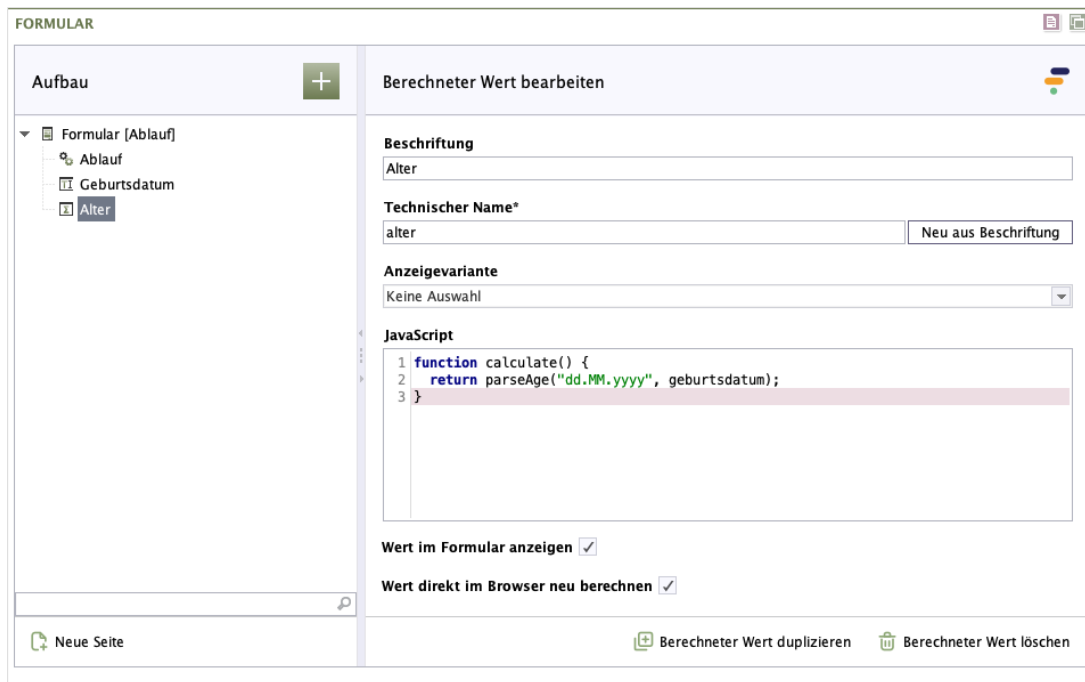 FORMULAR
Aufbau
Formular [Ablauf]
Ablauf
Geburtsdatum
Alter
Neue Seite
Berechneter Wert bearbeiten
Beschriftung
Alter
Technischer Name*
alter
Neu aus Beschriftung
Anzeigevariante
Keine Auswahl
JavaScript
1 function calculate() {
2 return parseAge("dd.MM.yyyy", geburtsdatum);
3 }
Wert im Formular anzeigen
Wert direkt im Browser neu berechnen
Berechneter Wert duplizieren Berechneter Wert löschen